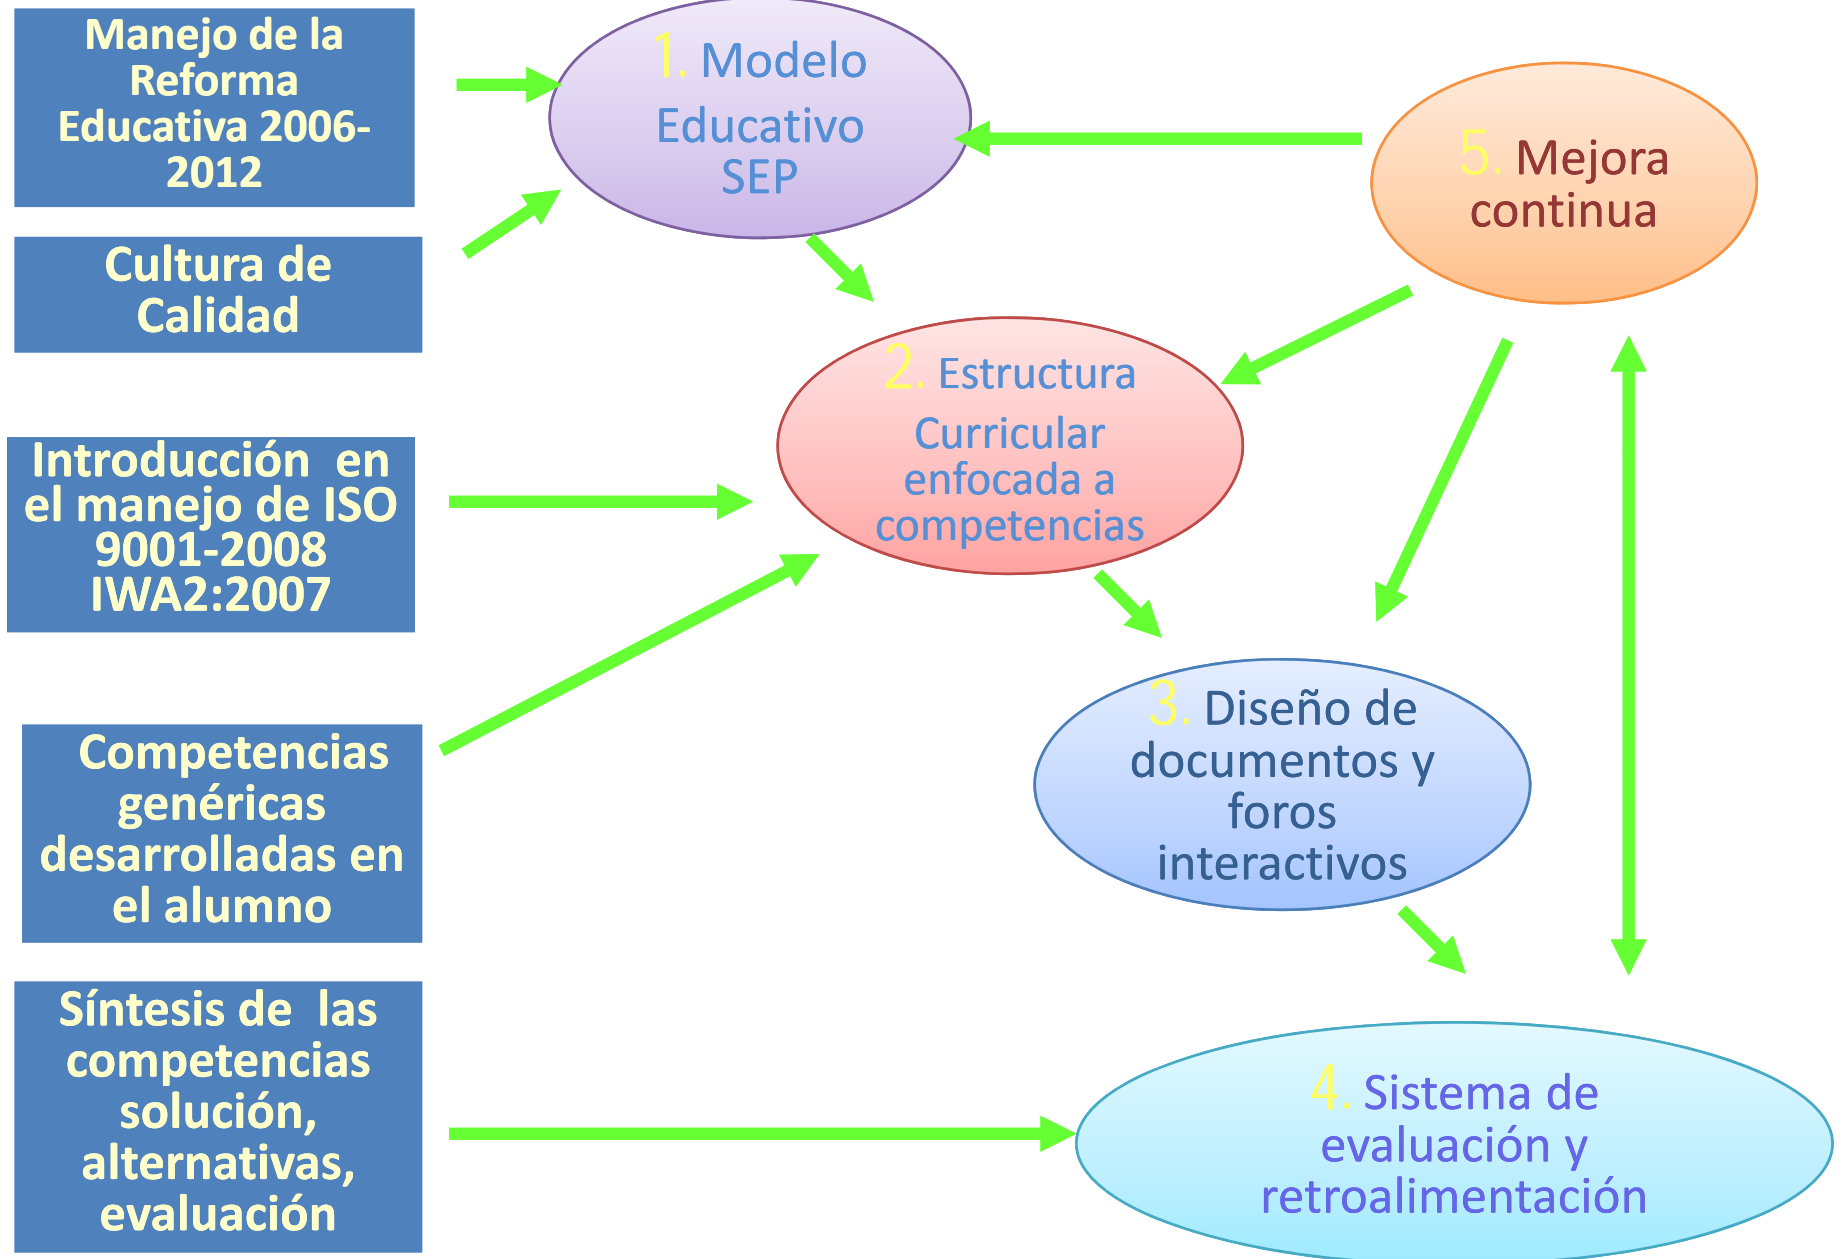 Manejo de la
Reforma
Educativa 2006-
2012
Cultura de
Calidad
Introducción en
el manejo de ISO
9001-2008
IWA2:2007
Competencias
genéricas
desarrolladas en
el alumno
Síntesis de las
competencias
solución,
alternativas,
evaluación
1. Modelo
Educativo
SEP
2. Estructura
Curricular
enfocada a
competencias
3. Diseño de
documentos y
foros
interactivos
4. Sistema de
evaluación y
retroalimentación
5. Mejora
continua